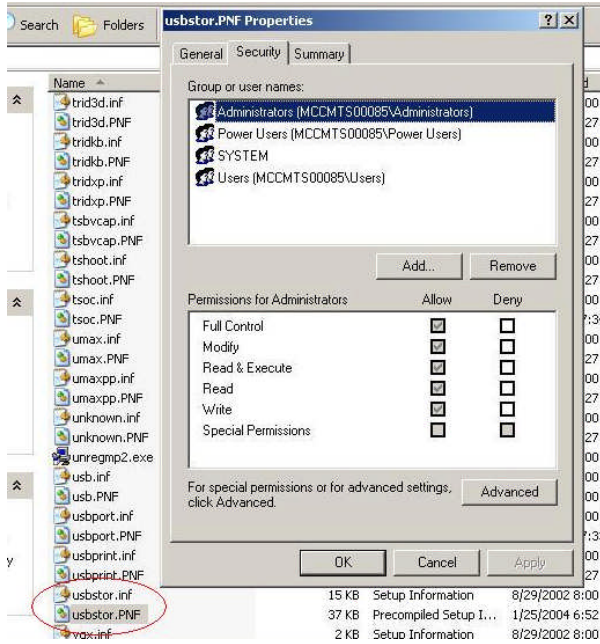 Search Folders
usbstor.PNF Properties
General Security Summary
Group or user names:
Administrators (MCCMTS00085\Administrators)
Power Users (MCCMTS00085\Power Users)
SYSTEM
Users (MCCMTS00085\Users)
Add... Remove
Permissions for Administrators Allow Deny
Full Control
Modify
Read & Execute
Read
Write
Special Permissions
For special permissions or for advanced settings,
click Advanced.
Advanced
OK Cancel Apply
Name
trid3d.inf
trid3d.PNF
tridkb.inf
tridkb.PNF
tridxp.inf
tridxp.PNF
tsbvcap.inf
tsbvcap.PNF
tshoot.inf
tshoot.PNF
tsoc.inf
tsoc.PNF
umax.inf
umax.PNF
umaxpp.inf
umaxpp.PNF
unknown.inf
unknown.PNF
unregmp2.exe
usb.inf
usb.PNF
usbport.inf
usbport.PNF
usbprint.inf
usbprint.PNF
usbstor.inf 15 KB Setup Information 8/29/2002 8:00
usbstor.PNF 37 KB Precompiled Setup I... 1/25/2004 6:52
vgx.inf 2 KB Setup Information 8/29/2002 8:00